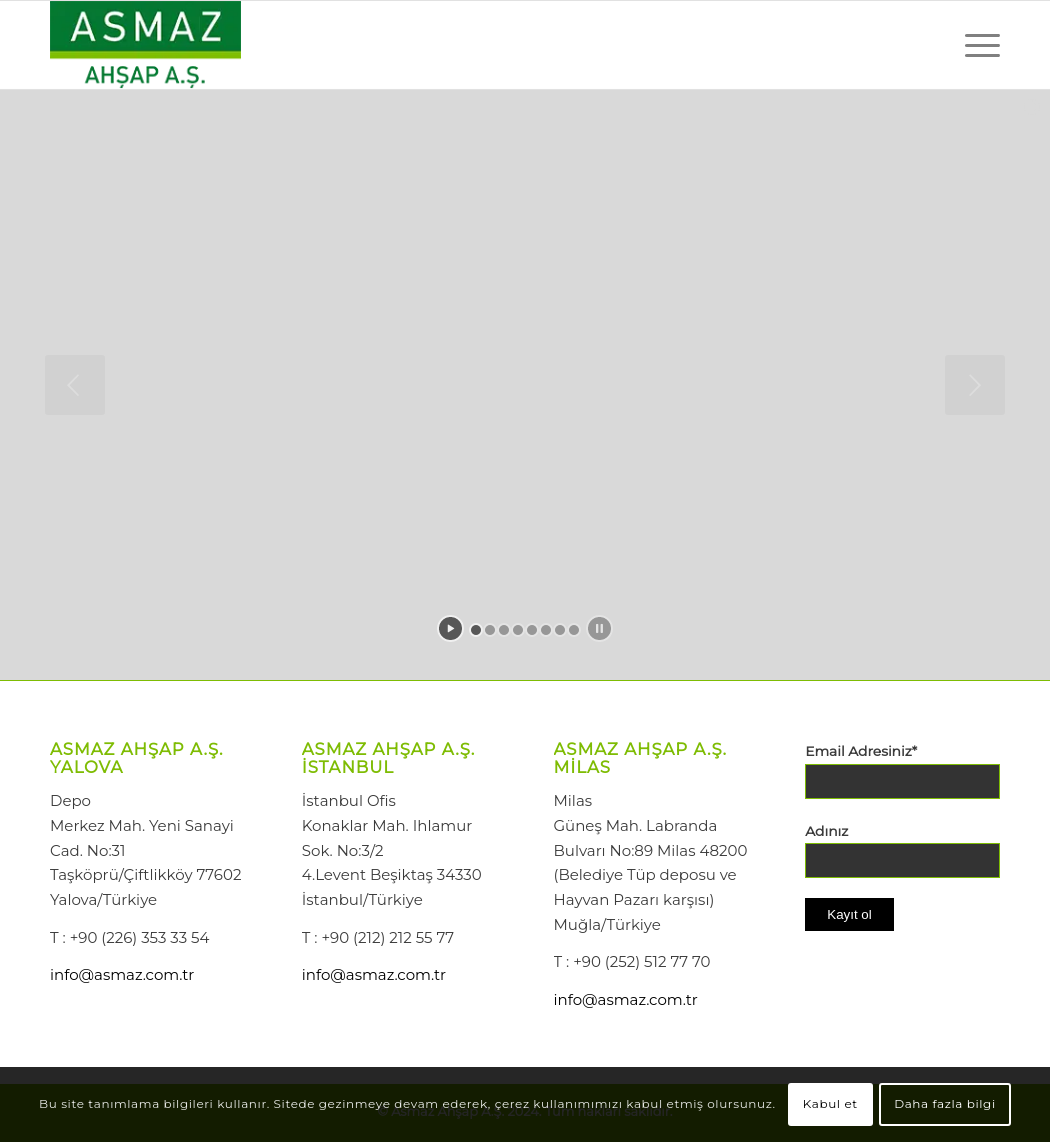 ASMAZ
AHŞAP A.Ş.
ASMAZ AHŞAP A.Ş.
YALOVA
Depo
Merkez Mah. Yeni Sanayi
Cad. No:31
Taşköprü/Çiftlikköy 77602
Yalova/Türkiye
T : +90 (226) 353 33 54
info@asmaz.com.tr
ASMAZ AHŞAP A.Ş.
İSTANBUL
İstanbul Ofis
Konaklar Mah. Ihlamur
Sok. No:3/2
4.Levent Beşiktaş 34330
İstanbul/Türkiye
T : +90 (212) 212 55 77
info@asmaz.com.tr
ASMAZ AHŞAP A.Ş.
MİLAS
Milas
Güneş Mah. Labranda
Bulvarı No:89 Milas 48200
(Belediye Tüp deposu ve
Hayvan Pazarı karşısı)
Muğla/Türkiye
T : +90 (252) 512 77 70
info@asmaz.com.tr
Email Adresiniz*
Adınız
Kayıt ol
Bu site tanımlama bilgileri kullanır. Sitede gezinmeye devam ederek, çerez kullanımımızı kabul etmiş olursunuz.
Kabul et
Daha fazla bilgi